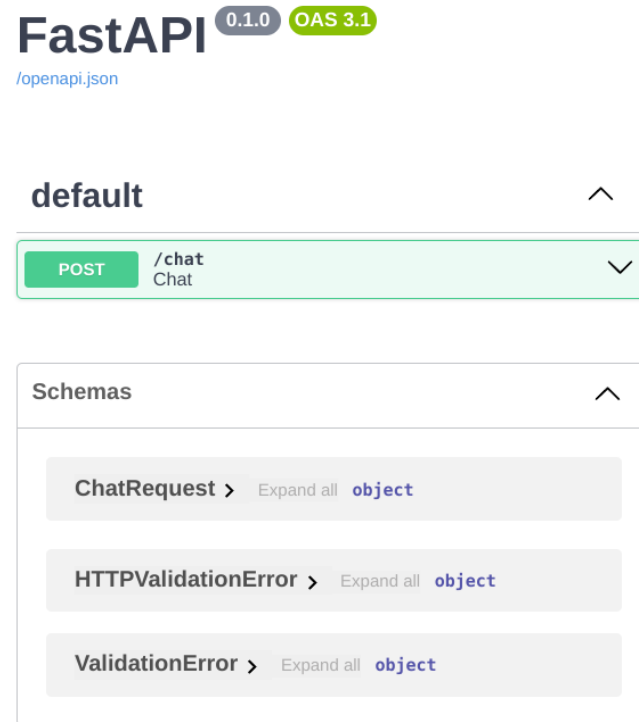 FastAPI 0.1.0 OAS 3.1
/openapi.json
default
POST /chat
Chat
Schemas
ChatRequest Expand all object
HTTPValidationError Expand all object
ValidationError Expand all object